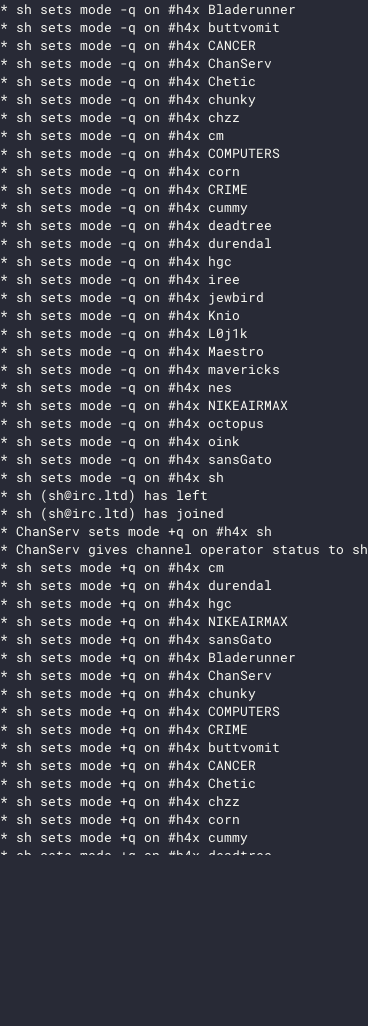 * sh sets mode -q on #h4x Bladerunner
* sh sets mode -q on #h4x buttvomit
* sh sets mode -q on #h4x CANCER
* sh sets mode -q on #h4x ChanServ
* sh sets mode -q on #h4x Chetic
* sh sets mode -q on #h4x chunky
* sh sets mode -q on #h4x chzz
* sh sets mode -q on #h4x cm
* sh sets mode -q on #h4x COMPUTERS
* sh sets mode -q on #h4x corn
* sh sets mode -q on #h4x CRIME
* sh sets mode -q on #h4x cummy
* sh sets mode -q on #h4x deadtree
* sh sets mode -q on #h4x durendal
* sh sets mode -q on #h4x hgc
* sh sets mode -q on #h4x iree
* sh sets mode -q on #h4x jewbird
* sh sets mode -q on #h4x Knio
* sh sets mode -q on #h4x L0j1k
* sh sets mode -q on #h4x Maestro
* sh sets mode -q on #h4x mavericks
* sh sets mode -q on #h4x nes
* sh sets mode -q on #h4x NIKEAIRMAX
* sh sets mode -q on #h4x octopus
* sh sets mode -q on #h4x oink
* sh sets mode -q on #h4x sansGato
* sh sets mode -q on #h4x sh
* sh (sh@irc.ltd) has left
* sh (sh@irc.ltd) has joined
* ChanServ sets mode +q on #h4x sh
* ChanServ gives channel operator status to sh
* sh sets mode +q on #h4x cm
* sh sets mode +q on #h4x durendal
* sh sets mode +q on #h4x hgc
* sh sets mode +q on #h4x NIKEAIRMAX
* sh sets mode +q on #h4x sansGato
* sh sets mode +q on #h4x Bladerunner
* sh sets mode +q on #h4x ChanServ
* sh sets mode +q on #h4x chunky
* sh sets mode +q on #h4x COMPUTERS
* sh sets mode +q on #h4x CRIME
* sh sets mode +q on #h4x buttvomit
* sh sets mode +q on #h4x CANCER
* sh sets mode +q on #h4x Chetic
* sh sets mode +q on #h4x chzz
* sh sets mode +q on #h4x corn
* sh sets mode +q on #h4x cummy
* sh sets mode +q on #h4x deadtree